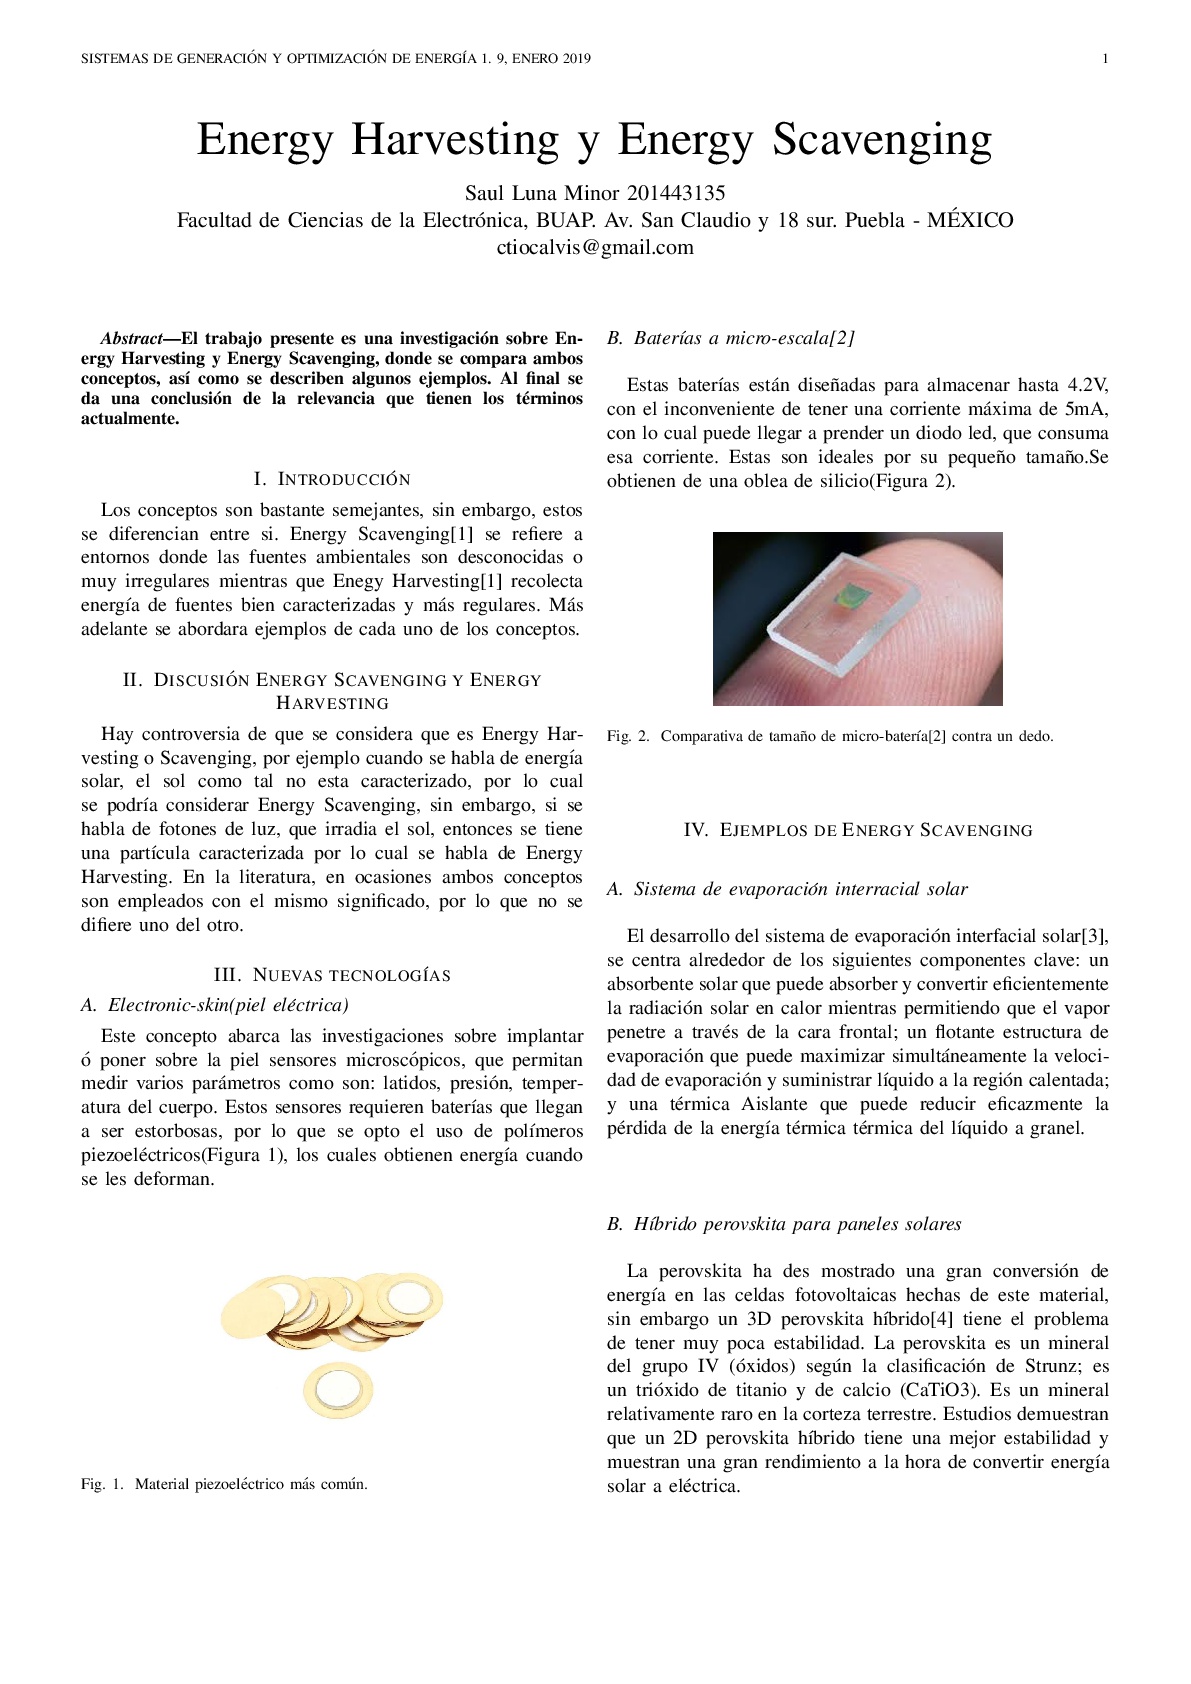 SISTEMAS DE GENERACIÓN Y OPTIMIZACIÓN DE ENERGÍA 1. 9, ENERO 2019
1
Energy Harvesting y Energy Scavenging
Saul Luna Minor 201443135
Facultad de Ciencias de la Electrónica, BUAP. Av. San Claudio y 18 sur. Puebla - MÉXICO
ctiocalvis@gmail.com
Abstract—El trabajo presente es una investigación sobre En-
ergy Harvesting y Energy Scavenging, donde se compara ambos
conceptos, así como se describen algunos ejemplos. Al final se
da una conclusión de la relevancia que tienen los términos
actualmente.
I. INTRODUCCIÓN
Los conceptos son bastante semejantes, sin embargo, estos
se diferencian entre si. Energy Scavenging[1] se refiere a
entornos donde las fuentes ambientales son desconocidas o
muy irregulares mientras que Enegy Harvesting[1] recolecta
energía de fuentes bien caracterizadas y más regulares. Más
adelante se abordara ejemplos de cada uno de los conceptos.
II. DISCUSIÓN ENERGY SCAVENGING Y ENERGY
HARVESTING
Hay controversia de que se considera que es Energy Har-
vesting o Scavenging, por ejemplo cuando se habla de energía
solar, el sol como tal no esta caracterizado, por lo cual
se podría considerar Energy Scavenging, sin embargo, si se
habla de fotones de luz, que irradia el sol, entonces se tiene
una partícula caracterizada por lo cual se habla de Energy
Harvesting. En la literatura, en ocasiones ambos conceptos
son empleados con el mismo significado, por lo que no se
difiere uno del otro.
III. NUEVAS TECNOLOGÍAS
A. Electronic-skin(piel eléctrica)
Este concepto abarca las investigaciones sobre implantar
ó poner sobre la piel sensores microscópicos, que permitan
medir varios parámetros como son: latidos, presión, temper-
atura del cuerpo. Estos sensores requieren baterías que llegan
a ser estorbosas, por lo que se opto el uso de polímeros
piezoeléctricos(Figura 1), los cuales obtienen energía cuando
se les deforman.
Fig. 1. Material piezoeléctrico más común.
B. Baterías a micro-escala[2]
Estas baterías están diseñadas para almacenar hasta 4.2V,
con el inconveniente de tener una corriente máxima de 5mA,
con lo cual puede llegar a prender un diodo led, que consuma
esa corriente. Estas son ideales por su pequeño tamaño.Se
obtienen de una oblea de silicio(Figura 2).
Fig. 2. Comparativa de tamaño de micro-batería[2] contra un dedo.
IV. EJEMPLOS DE ENERGY SCAVENGING
A. Sistema de evaporación interracial solar
El desarrollo del sistema de evaporación interfacial solar[3],
se centra alrededor de los siguientes componentes clave: un
absorbente solar que puede absorber y convertir eficientemente
la radiación solar en calor mientras permitiendo que el vapor
penetre a través de la cara frontal; un flotante estructura de
evaporación que puede maximizar simultáneamente la veloci-
dad de evaporación y suministrar líquido a la región calentada;
y una térmica Aislante que puede reducir eficazmente la
pérdida de la energía térmica térmica del líquido a granel.
B. Híbrido perovskita para paneles solares
La perovskita ha des mostrado una gran conversión de
energía en las celdas fotovoltaicas hechas de este material,
sin embargo un 3D perovskita híbrido[4] tiene el problema
de tener muy poca estabilidad. La perovskita es un mineral
del grupo IV (óxidos) según la clasificación de Strunz; es
un trióxido de titanio y de calcio (CaTiO3). Es un mineral
relativamente raro en la corteza terrestre. Estudios demuestran
que un 2D perovskita híbrido tiene una mejor estabilidad y
muestran una gran rendimiento a la hora de convertir energía
solar a eléctrica.